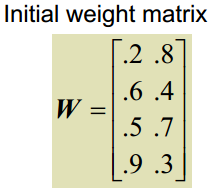 Initial weight matrix
.2 .8
.6 .4
W =
.5 .7
.9 .3